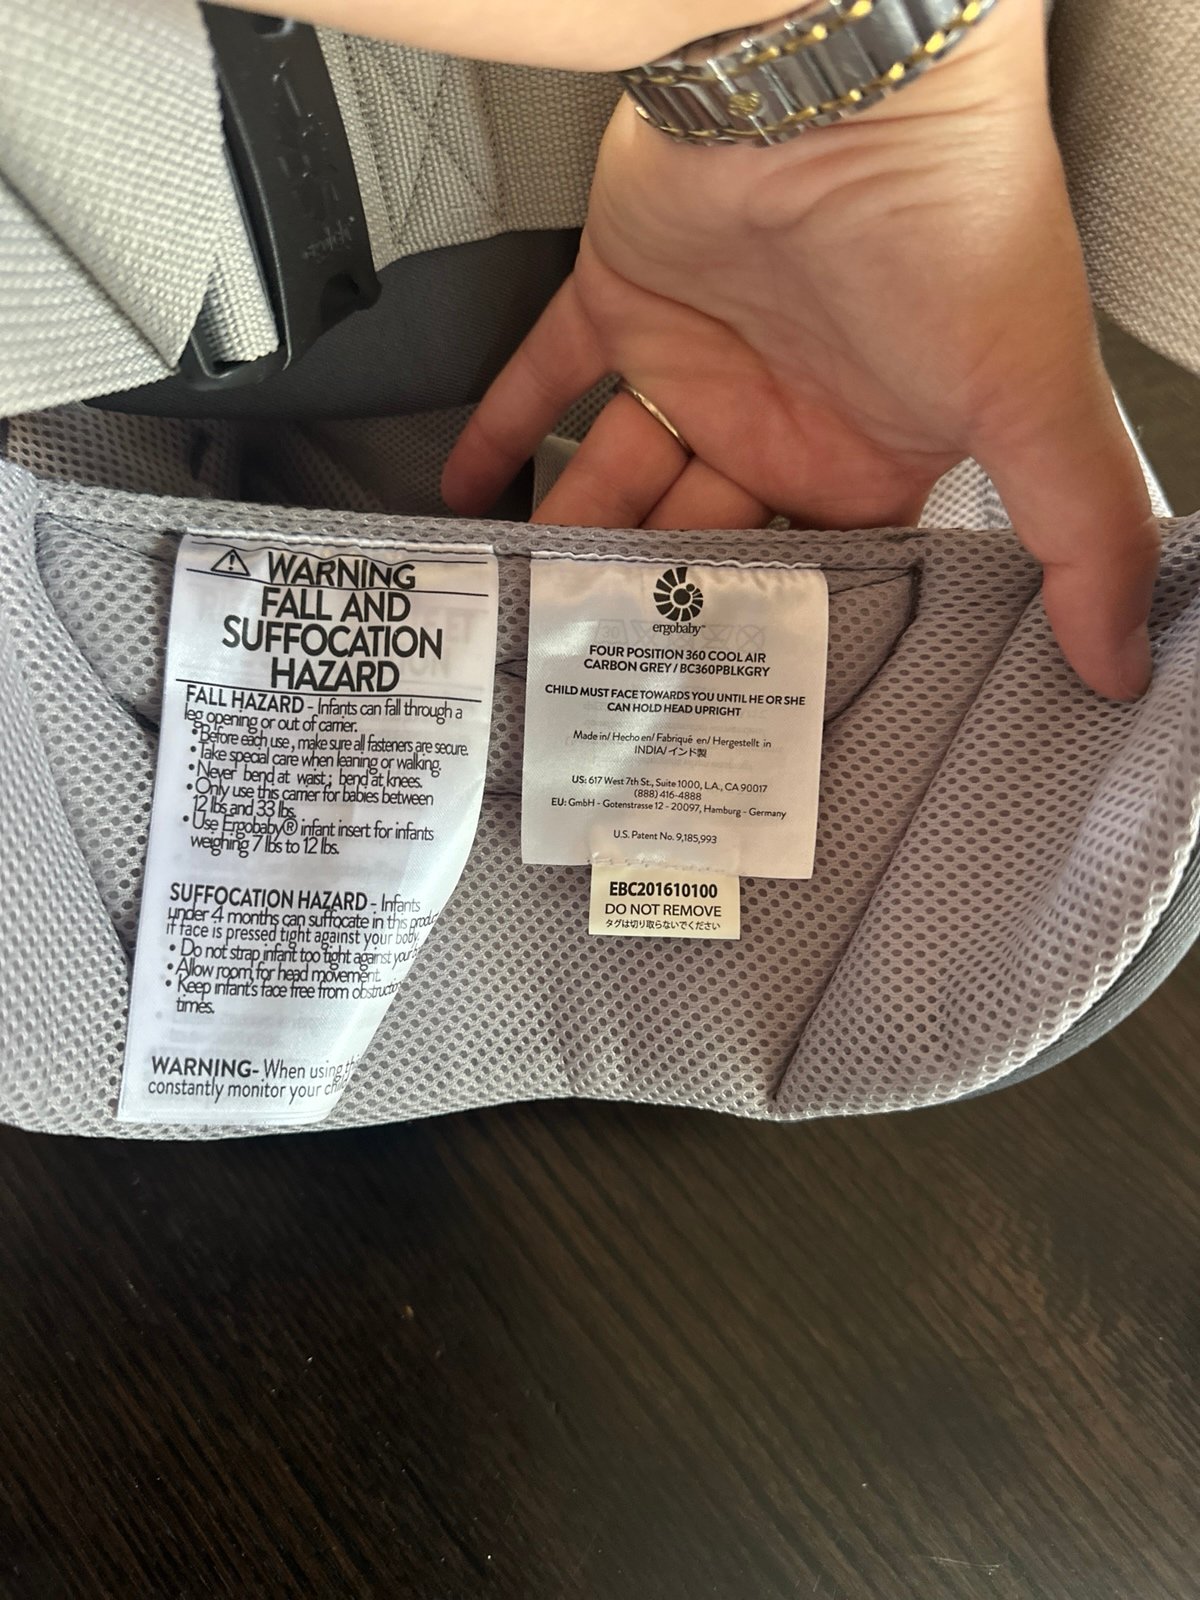 WARNING
FALL AND
SUFFOCATION
HAZARD
FALL HAZARD - Infants can fall through a
leg opening or out of carrier.
•Before each use, make sure all fasteners are secure.
• Take special care when leaning or walking.
• Never bend at waist; bend at knees.
• Only use this carrier for babies between
12 lbs and 33 lbs.
• Use Ergobaby® infant insert for infants
weighing 7 lbs to 12 lbs.
SUFFOCATION HAZARD - Infants
under 4 months can suffocate in this
if face is pressed tight against your body.
• Do not strap infant too tight against your
• Allow room for head movement.
• Keep infant's face free from
times.
WARNING- When using
constantly monitor your
ergobaby™
FOUR POSITION 360 COOL AIR
CARBON GREY / BC360PBLKGRY
CHILD MUST FACE TOWARDS YOU UNTIL HE OR SHE
CAN HOLD HEAD UPRIGHT
Made in/ Hecho en/ Fabriqué en/ Hergestellt in
INDIA/ インド製
US: 617 West 7th St., Suite 1000, L.A., CA 90017
(888) 416-4888
EU: GmbH - Gotenstrasse 12 - 20097, Hamburg - Germany
U.S. Patent No. 9,185,993
EBC201610100
DO NOT REMOVE
タグは切り取らないでください